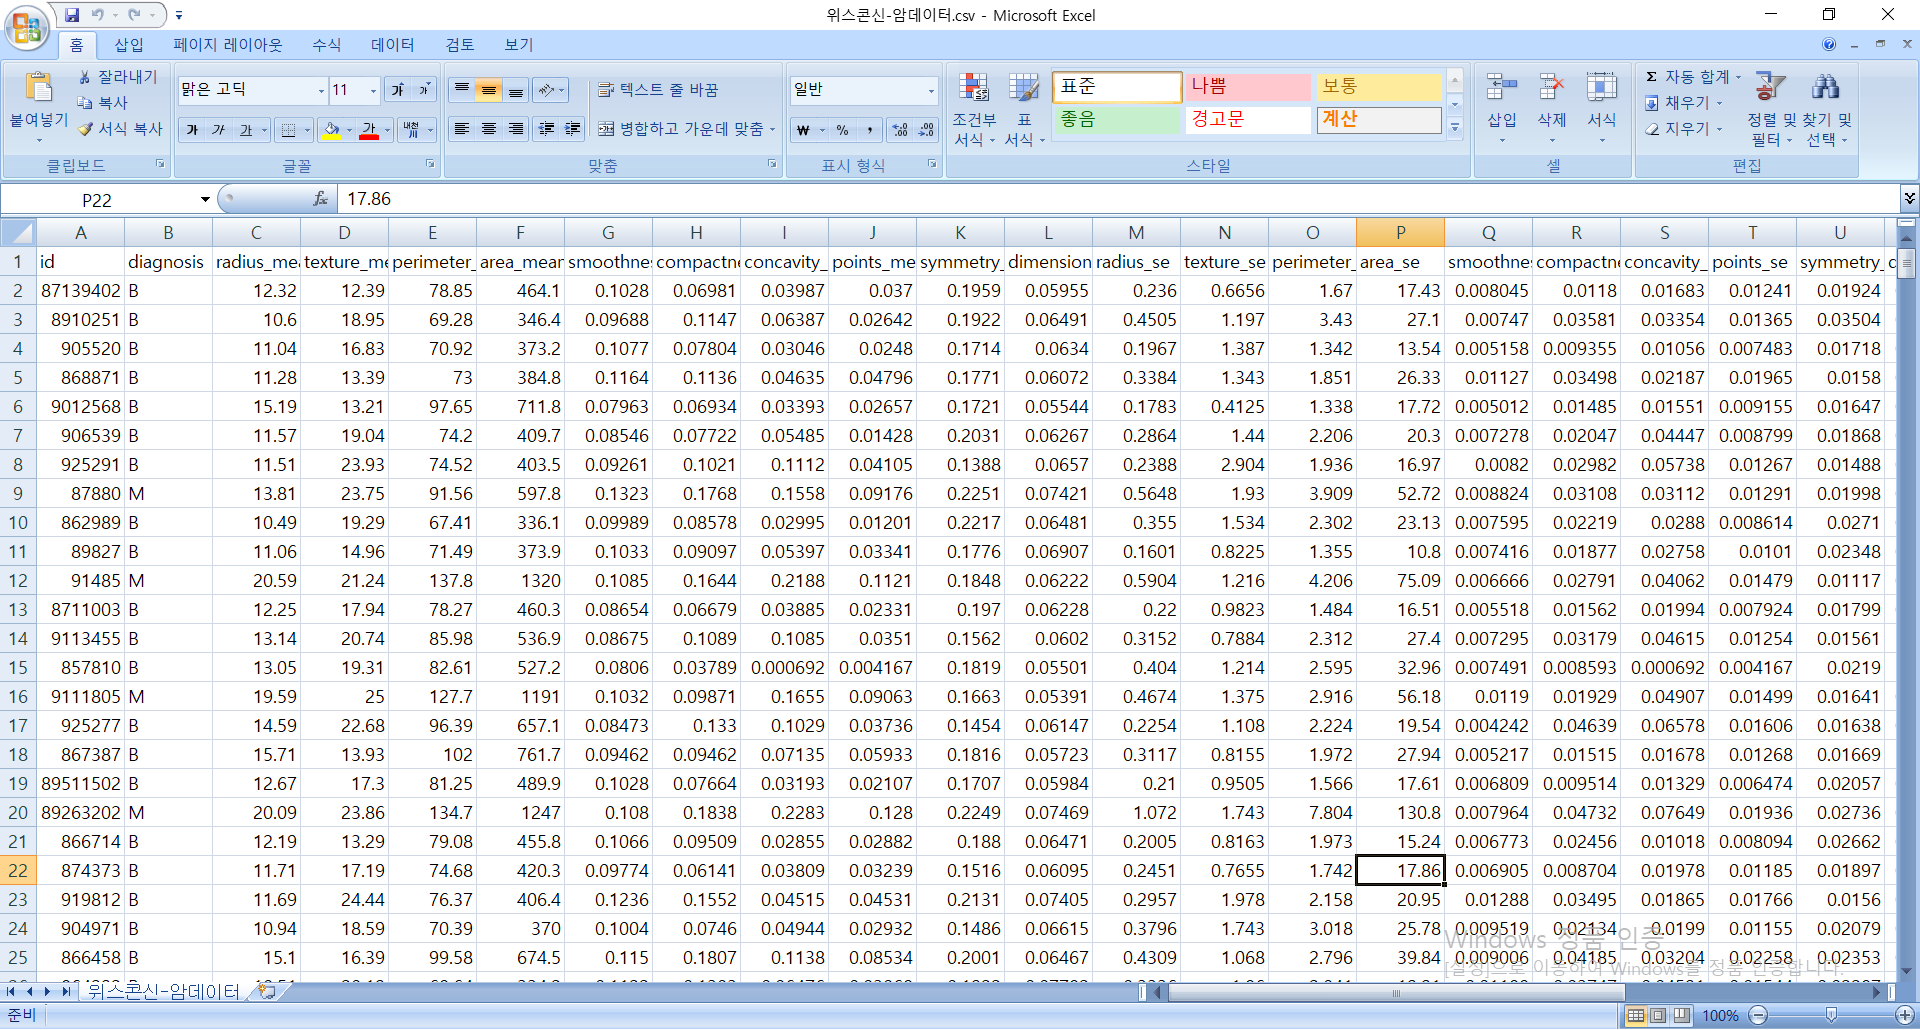 위스콘신-암데이터.csv - Microsoft Excel
홈 삽입 페이지 레이아웃 수식 데이터 검토 보기
붙여넣기 잘라내기 복사 서식 복사 클립보드
맑은 고딕 11 가 가 가 가 가 가 내천 글꼴
텍스트 줄 바꿈 병합하고 가운데 맞춤 맞춤
일반 ₩ % , 표시 형식
조건부 서식 표 서식 표준 나쁨 보통 좋음 경고문 계산 스타일
삽입 삭제 서식 셀
Σ 자동 합계 채우기 지우기 정렬 및 필터 찾기 및 선택 편집
P22 fx 17.86
A B C D E F G H I J K L M N O P Q R S T U
1 id diagnosis radius_mea texture_me perimeter_ area_mean smoothnes compactne concavity_ points_me symmetry_ dimension radius_se texture_se perimeter_ area_se smoothnes compactne concavity_ points_se symmetry_
2 87139402 B 12.32 12.39 78.85 464.1 0.1028 0.06981 0.03987 0.037 0.1959 0.05955 0.236 0.6656 1.67 17.43 0.008045 0.0118 0.01683 0.01241 0.01924
3 8910251 B 10.6 18.95 69.28 346.4 0.09688 0.1147 0.06387 0.02642 0.1922 0.06491 0.4505 1.197 3.43 27.1 0.00747 0.03581 0.03354 0.01365 0.03504
4 905520 B 11.04 16.83 70.92 373.2 0.1077 0.07804 0.03046 0.0248 0.1714 0.0634 0.1967 1.387 1.342 13.54 0.005158 0.009355 0.01056 0.007483 0.01718
5 868871 B 11.28 13.39 73 384.8 0.1164 0.1136 0.04635 0.04796 0.1771 0.06072 0.3384 1.343 1.851 26.33 0.01127 0.03498 0.02187 0.01965 0.0158
6 9012568 B 15.19 13.21 97.65 711.8 0.07963 0.06934 0.03393 0.02657 0.1721 0.05544 0.1783 0.4125 1.338 17.72 0.005012 0.01485 0.01551 0.009155 0.01647
7 906539 B 11.57 19.04 74.2 409.7 0.08546 0.07722 0.05485 0.01428 0.2031 0.06267 0.2864 1.44 2.206 20.3 0.007278 0.02047 0.04447 0.008799 0.01868
8 925291 B 11.51 23.93 74.52 403.5 0.09261 0.1021 0.1112 0.04105 0.1388 0.0657 0.2388 2.904 1.936 16.97 0.0082 0.02982 0.05738 0.01267 0.01488
9 87880 M 13.81 23.75 91.56 597.8 0.1323 0.1768 0.1558 0.09176 0.2251 0.07421 0.5648 1.93 3.909 52.72 0.008824 0.03108 0.03112 0.01291 0.01998
10 862989 B 10.49 19.29 67.41 336.1 0.09989 0.08578 0.02995 0.01201 0.2217 0.06481 0.355 1.534 2.302 23.13 0.007595 0.02219 0.0288 0.008614 0.0271
11 89827 B 11.06 14.96 71.49 373.9 0.1033 0.09097 0.05397 0.03341 0.1776 0.06907 0.1601 0.8225 1.355 10.8 0.007416 0.01877 0.02758 0.0101 0.02348
12 91485 M 20.59 21.24 137.8 1320 0.1085 0.1644 0.2188 0.1121 0.1848 0.06222 0.5904 1.216 4.206 75.09 0.006666 0.02791 0.04062 0.01479 0.01117
13 8711003 B 12.25 17.94 78.27 460.3 0.08654 0.06679 0.03885 0.02331 0.197 0.06228 0.22 0.9823 1.484 16.51 0.005518 0.01562 0.01994 0.007924 0.01799
14 9113455 B 13.14 20.74 85.98 536.9 0.08675 0.1089 0.1085 0.0351 0.1562 0.0602 0.3152 0.7884 2.312 27.4 0.007295 0.03179 0.04615 0.01254 0.01561
15 857810 B 13.05 19.31 82.61 527.2 0.0806 0.03789 0.000692 0.004167 0.1819 0.05501 0.404 1.214 2.595 32.96 0.007491 0.008593 0.000692 0.004167 0.0219
16 9111805 M 19.59 25 127.7 1191 0.1032 0.09871 0.1655 0.09063 0.1663 0.05391 0.4674 1.375 2.916 56.18 0.0119 0.01929 0.04907 0.01499 0.01641
17 925277 B 14.59 22.68 96.39 657.1 0.08473 0.133 0.1029 0.03736 0.1454 0.06147 0.2254 1.108 2.224 19.54 0.004242 0.04639 0.06578 0.01606 0.01638
18 867387 B 15.71 13.93 102 761.7 0.09462 0.09462 0.07135 0.05933 0.1816 0.05723 0.3117 0.8155 1.972 27.94 0.005217 0.01515 0.01678 0.01268 0.01669
19 89511502 B 12.67 17.3 81.25 489.9 0.1028 0.07664 0.03193 0.02107 0.1707 0.05984 0.21 0.9505 1.566 17.61 0.006809 0.009514 0.01329 0.006474 0.02057
20 89263202 M 20.09 23.86 134.7 1247 0.108 0.1838 0.2283 0.128 0.2249 0.07469 1.072 1.743 7.804 130.8 0.007964 0.04732 0.07649 0.01936 0.02736
21 866714 B 12.19 13.29 79.08 455.8 0.1066 0.09509 0.02855 0.02882 0.188 0.06471 0.2005 0.8163 1.973 15.24 0.006773 0.02456 0.01018 0.008094 0.02662
22 874373 B 11.71 17.19 74.68 420.3 0.09774 0.06141 0.03809 0.03239 0.1516 0.06095 0.2451 0.7655 1.742 17.86 0.006905 0.008704 0.01978 0.01185 0.01897
23 919812 B 11.69 24.44 76.37 406.4 0.1236 0.1552 0.04515 0.04531 0.2131 0.07405 0.2957 1.978 2.158 20.95 0.01288 0.03495 0.01865 0.01766 0.0156
24 904971 B 10.94 18.59 70.39 370 0.1004 0.0746 0.04944 0.02932 0.1486 0.06615 0.3796 1.743 3.018 25.78 0.009519 0.02134 0.0199 0.01155 0.02079
25 866458 B 15.1 16.39 99.58 674.5 0.115 0.1807 0.1138 0.08534 0.2001 0.06467 0.4309 1.068 2.796 39.84 0.009006 0.04185 0.03204 0.02258 0.02353
Windows 정품 인증
[설정]으로 이동하여 Windows를 정품 인증합니다.
위스콘신-암데이터
준비 100%